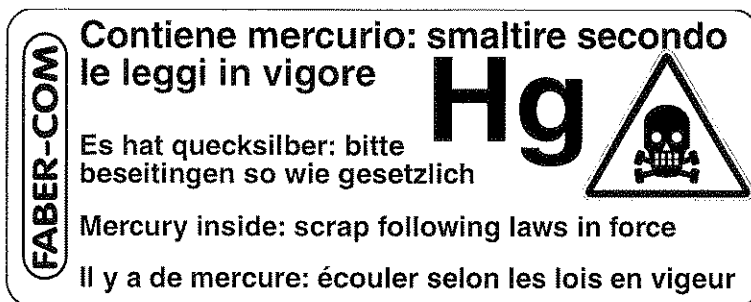 FABER-COM
Contiene mercurio: smaltire secondo
le leggi in vigore
Hg
Es hat quecksilber: bitte
beseitingen so wie gesetzlich
Mercury inside: scrap following laws in force
Il y a de mercure: écouler selon les lois en vigeur